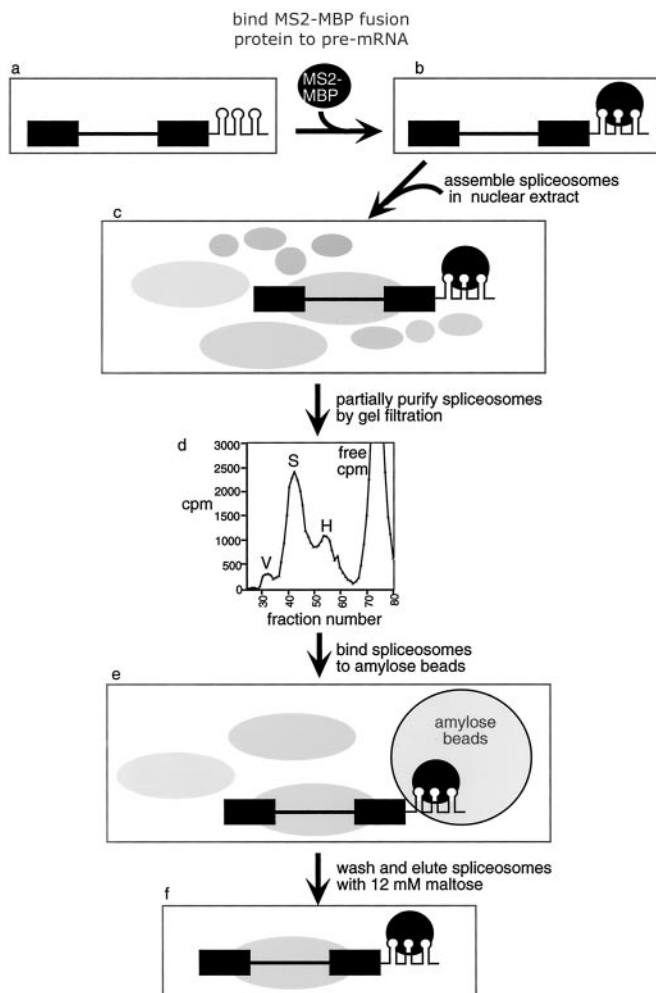 bind MS2-MBP fusion
protein to pre-mRNA
a
MS2-
MBP
b
assemble spliceosomes
in nuclear extract
c
partially purify spliceosomes
by gel filtration
d
3000
2500
2000
1500
1000
500
0
cpm
V
S
H
free
cpm
30
40
50
60
70
80
fraction number
bind spliceosomes
to amylose beads
e
amylose
beads
wash and elute spliceosomes
with 12 mM maltose
f